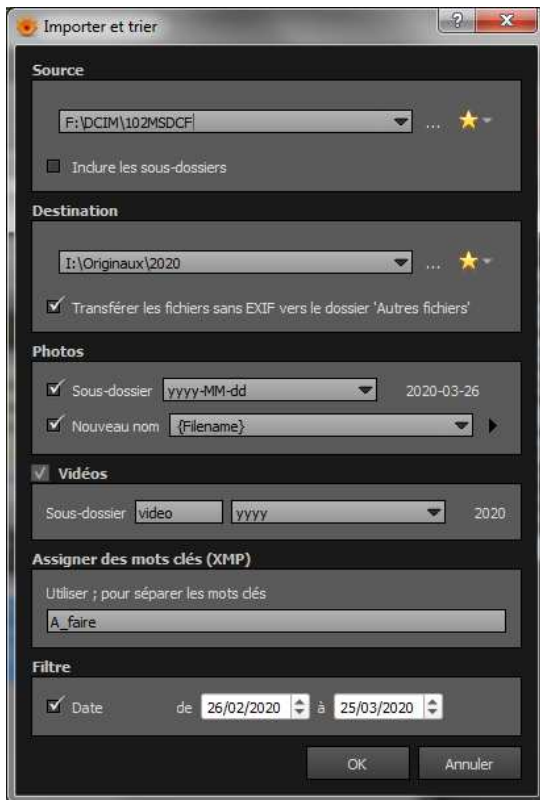 Importer et trier
Source
F:\DCIM\102MSDCF
...
Inclure les sous-dossiers
Destination
I:\Originaux\2020
...
Transférer les fichiers sans EXIF vers le dossier 'Autres fichiers'
Photos
Sous-dossier yyyy-MM-dd 2020-03-26
Nouveau nom {Filename}
Vidéos
Sous-dossier video yyyy 2020
Assigner des mots clés (XMP)
Utiliser ; pour séparer les mots clés
A_faire
Filtre
Date de 26/02/2020 à 25/03/2020
OK Annuler